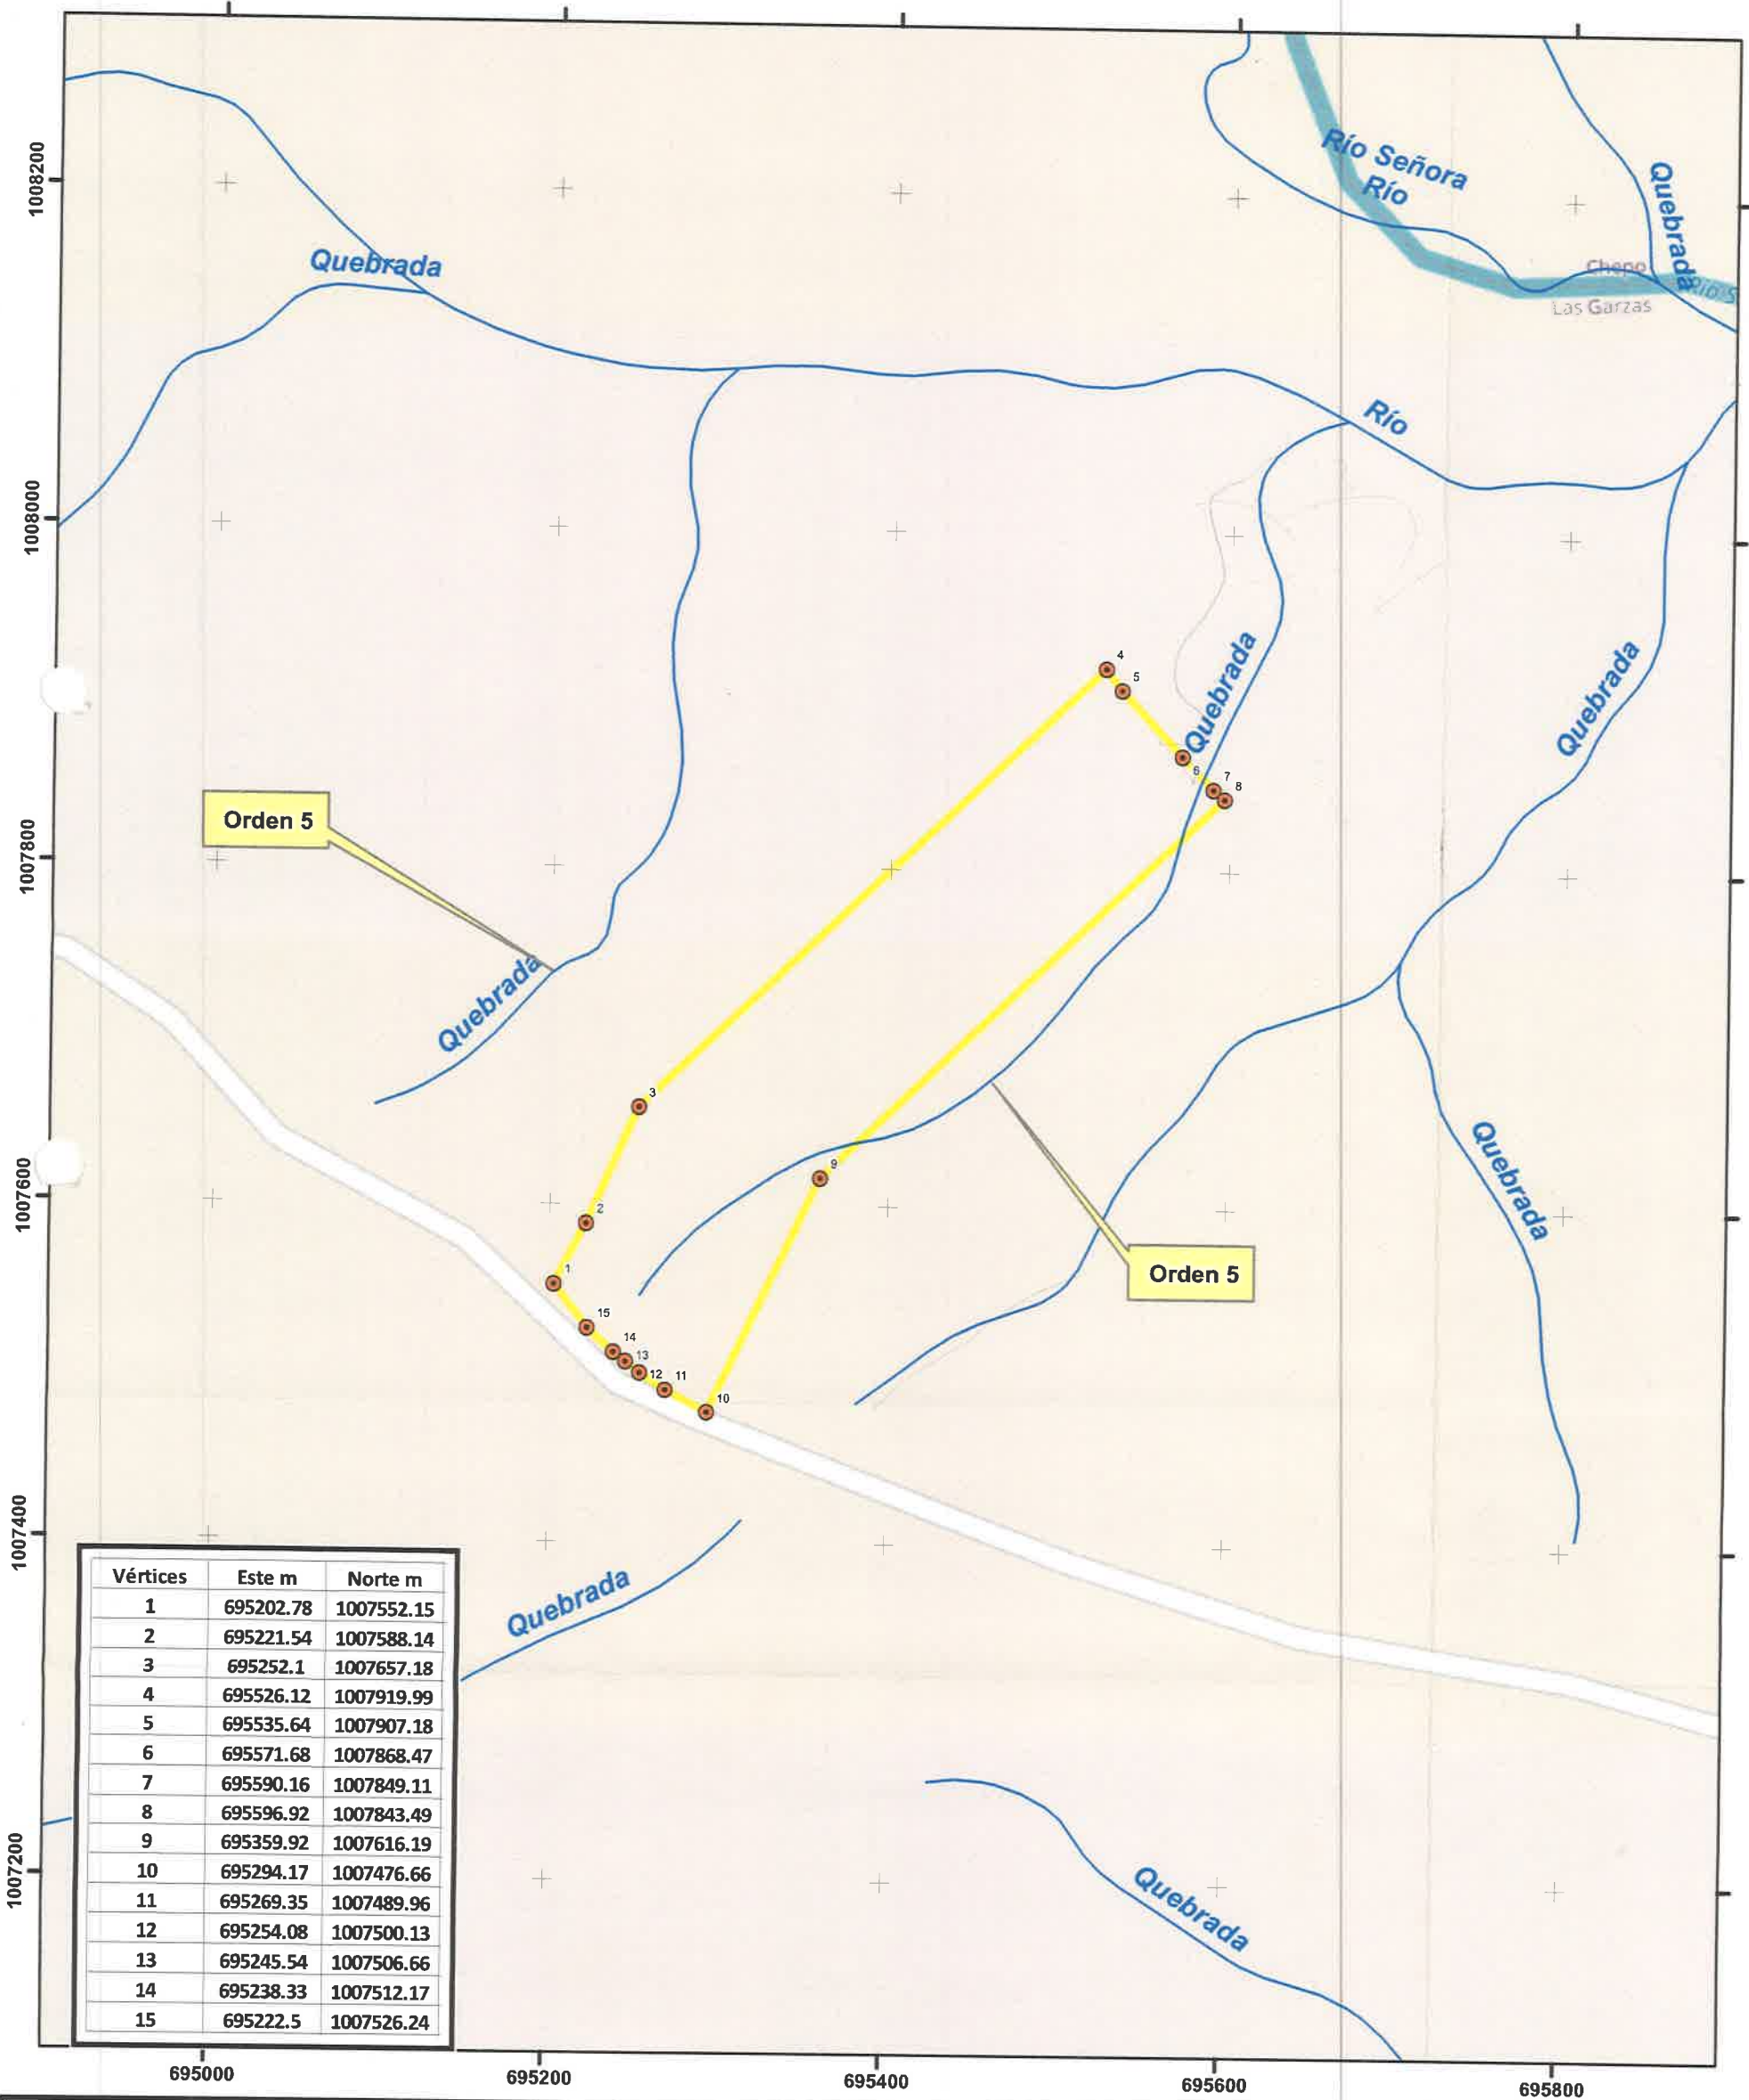 Río Señora
Río
Quebrada
Chepo
Río S
Las Garzas
Quebrada
Río
Quebrada
Quebrada
Orden 5
Quebrada
Orden 5
Quebrada
Quebrada
Quebrada
1008200
1008000
1007800
1007600
1007400
1007200
695000
695200
695400
695600
695800
4
5
6
7
8
3
9
2
1
15
14
13
12
11
10
Vértices Este m Norte m
1 695202.78 1007552.15
2 695221.54 1007588.14
3 695252.1 1007657.18
4 695526.12 1007919.99
5 695535.64 1007907.18
6 695571.68 1007868.47
7 695590.16 1007849.11
8 695596.92 1007843.49
9 695359.92 1007616.19
10 695294.17 1007476.66
11 695269.35 1007489.96
12 695254.08 1007500.13
13 695245.54 1007506.66
14 695238.33 1007512.17
15 695222.5 1007526.24